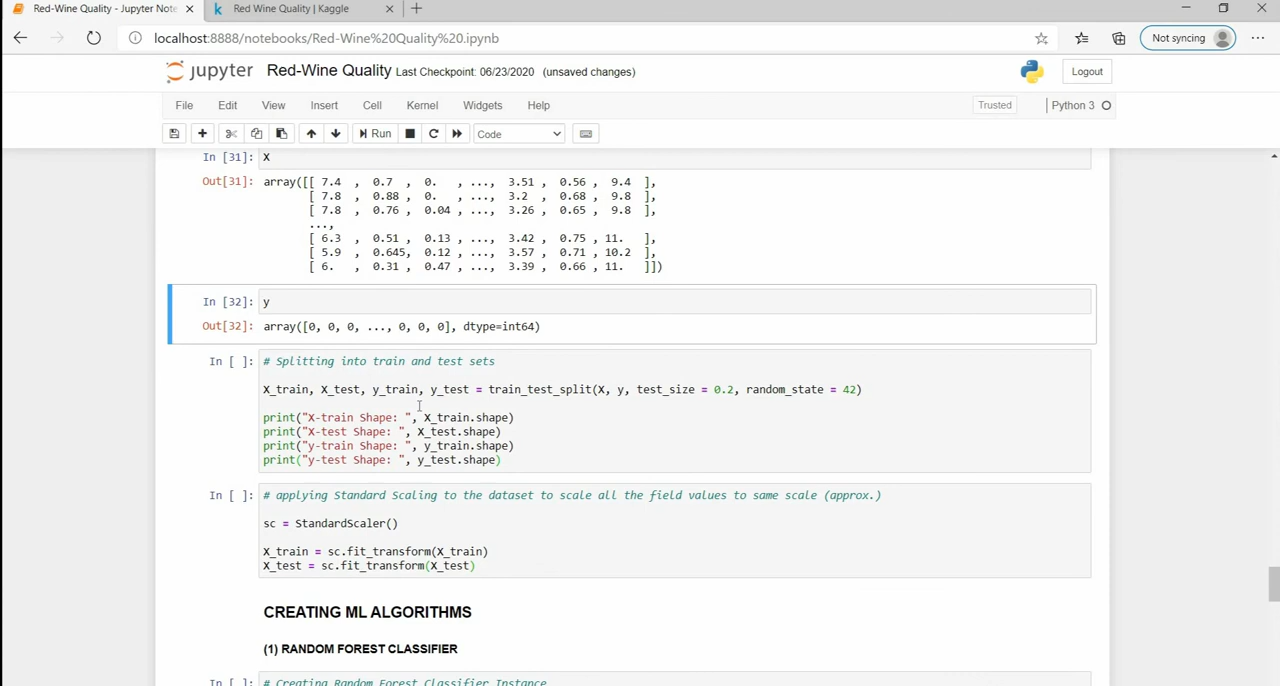 Red-Wine Quality - Jupyter Note
Red Wine Quality | Kaggle
localhost:8888/notebooks/Red-Wine%20Quality%20.ipynb
Not syncing
jupyter Red-Wine Quality Last Checkpoint: 06/23/2020 (unsaved changes)
Logout
File Edit View Insert Cell Kernel Widgets Help
Trusted
Python 3
Run
Code
In [31]: X
Out[31]: array([[ 7.4 , 0.7 , 0. , ..., 3.51 , 0.56 , 9.4 ],
[ 7.8 , 0.88 , 0. , ..., 3.2 , 0.68 , 9.8 ],
[ 7.8 , 0.76 , 0.04 , ..., 3.26 , 0.65 , 9.8 ],
...,
[ 6.3 , 0.51 , 0.13 , ..., 3.42 , 0.75 , 11. ],
[ 5.9 , 0.645, 0.12 , ..., 3.57 , 0.71 , 10.2 ],
[ 6. , 0.31 , 0.47 , ..., 3.39 , 0.66 , 11. ]])
In [32]: y
Out[32]: array([0, 0, 0, ..., 0, 0, 0], dtype=int64)
In [ ]: # Splitting into train and test sets
X_train, X_test, y_train, y_test = train_test_split(X, y, test_size = 0.2, random_state = 42)
print("X-train Shape: ", X_train.shape)
print("X-test Shape: ", X_test.shape)
print("y-train Shape: ", y_train.shape)
print("y-test Shape: ", y_test.shape)
In [ ]: # applying Standard Scaling to the dataset to scale all the field values to same scale (approx.)
sc = StandardScaler()
X_train = sc.fit_transform(X_train)
X_test = sc.fit_transform(X_test)
CREATING ML ALGORITHMS
(1) RANDOM FOREST CLASSIFIER
In [ ]: # Creating Random Forest Classifier Instance